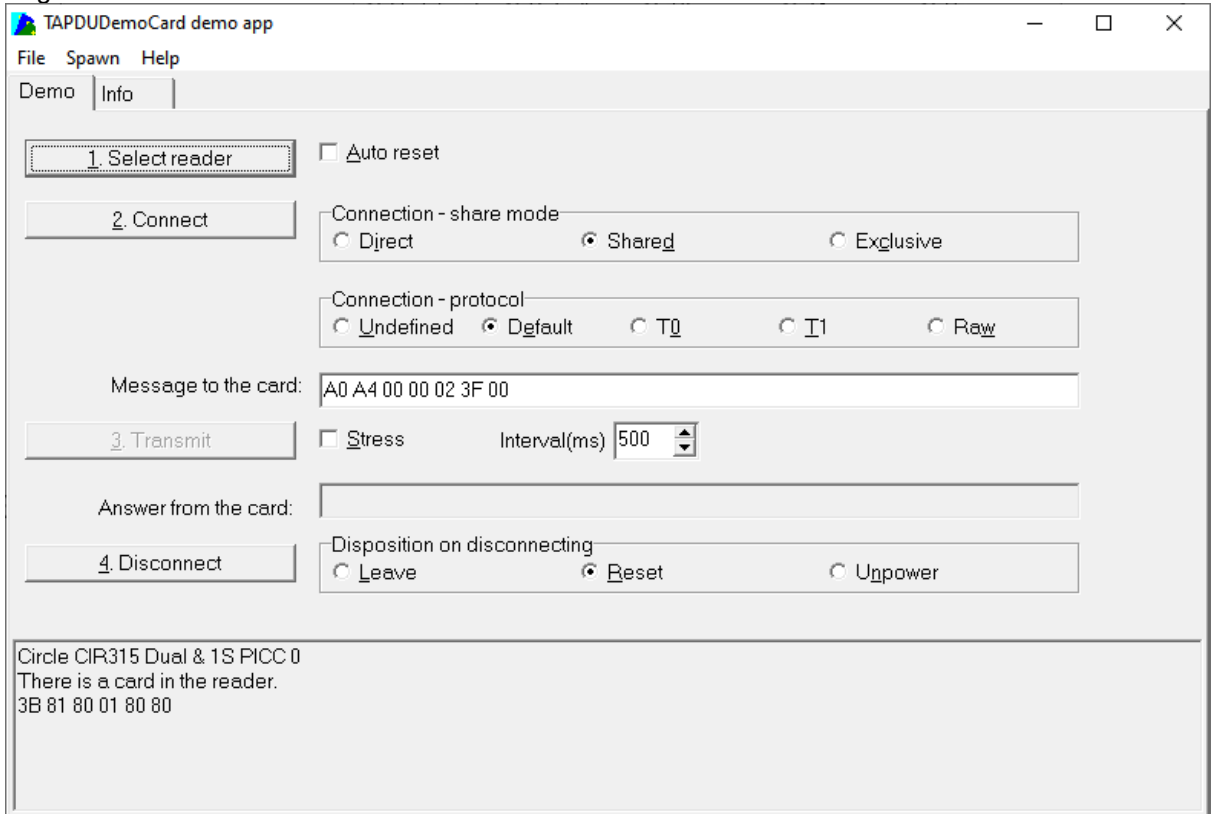 TAPDUDemoCard demo app
File Spawn Help
Demo Info
1. Select reader Auto reset
2. Connect
Connection - share mode
Direct Shared Exclusive
Connection - protocol
Undefined Default T0 T1 Raw
Message to the card: A0 A4 00 00 02 3F 00
3. Transmit Stress Interval(ms) 500
Answer from the card:
4. Disconnect
Disposition on disconnecting
Leave Reset Unpower
Circle CIR315 Dual & 1S PICC 0
There is a card in the reader.
3B 81 80 01 80 80